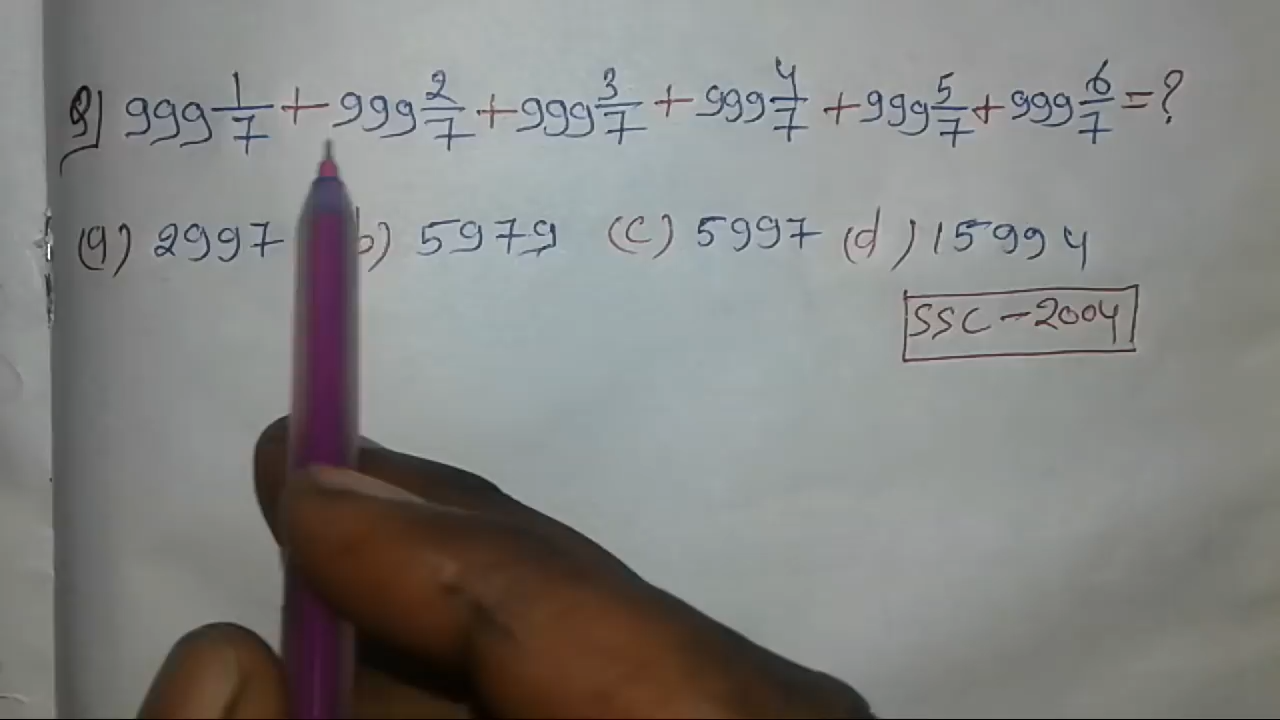 Q] 999 1/7 + 999 2/7 + 999 3/7 + 999 4/7 + 999 5/7 + 999 6/7 = ?
(a) 2997 b) 5979 (c) 5997 (d) 15994
SSC-2004